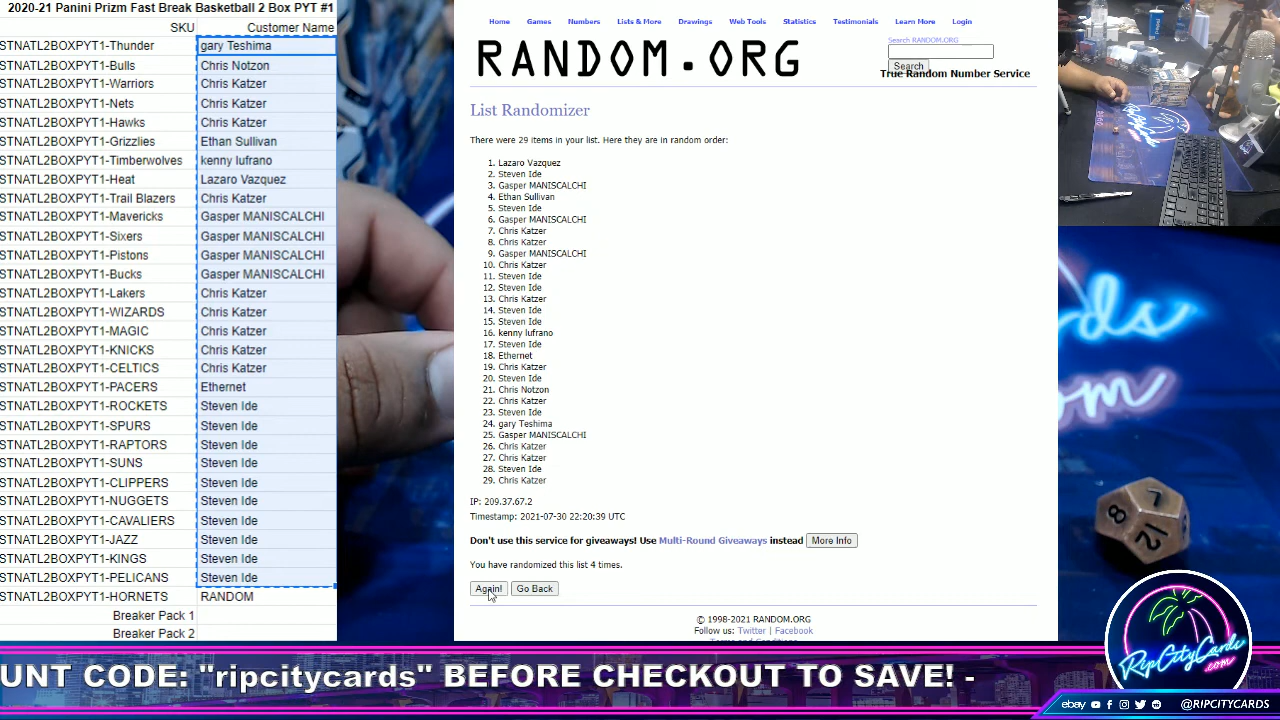 2020-21 Panini Prizm Fast Break Basketball 2 Box PYT #1
SKU Customer Name
STNATL2BOXPYT1-Thunder gary Teshima
STNATL2BOXPYT1-Bulls Chris Notzon
STNATL2BOXPYT1-Warriors Chris Katzer
STNATL2BOXPYT1-Nets Chris Katzer
STNATL2BOXPYT1-Hawks Chris Katzer
STNATL2BOXPYT1-Grizzlies Ethan Sullivan
STNATL2BOXPYT1-Timberwolves kenny lufrano
STNATL2BOXPYT1-Heat Lazaro Vazquez
STNATL2BOXPYT1-Trail Blazers Chris Katzer
STNATL2BOXPYT1-Mavericks Gasper MANISCALCHI
STNATL2BOXPYT1-Sixers Gasper MANISCALCHI
STNATL2BOXPYT1-Pistons Gasper MANISCALCHI
STNATL2BOXPYT1-Bucks Gasper MANISCALCHI
STNATL2BOXPYT1-Lakers Chris Katzer
STNATL2BOXPYT1-WIZARDS Chris Katzer
STNATL2BOXPYT1-MAGIC Chris Katzer
STNATL2BOXPYT1-KNICKS Chris Katzer
STNATL2BOXPYT1-CELTICS Chris Katzer
STNATL2BOXPYT1-PACERS Ethernet
STNATL2BOXPYT1-ROCKETS Steven Ide
STNATL2BOXPYT1-SPURS Steven Ide
STNATL2BOXPYT1-RAPTORS Steven Ide
STNATL2BOXPYT1-SUNS Steven Ide
STNATL2BOXPYT1-CLIPPERS Steven Ide
STNATL2BOXPYT1-NUGGETS Steven Ide
STNATL2BOXPYT1-CAVALIERS Steven Ide
STNATL2BOXPYT1-JAZZ Steven Ide
STNATL2BOXPYT1-KINGS Steven Ide
STNATL2BOXPYT1-PELICANS Steven Ide
STNATL2BOXPYT1-HORNETS RANDOM
Breaker Pack 1
Breaker Pack 2
Home Games Numbers Lists & More Drawings Web Tools Statistics Testimonials Learn More Login
RANDOM.ORG
Search RANDOM.ORG
Search
True Random Number Service
List Randomizer
There were 29 items in your list. Here they are in random order:
1. Lazaro Vazquez
2. Steven Ide
3. Gasper MANISCALCHI
4. Ethan Sullivan
5. Steven Ide
6. Gasper MANISCALCHI
7. Chris Katzer
8. Chris Katzer
9. Gasper MANISCALCHI
10. Chris Katzer
11. Steven Ide
12. Steven Ide
13. Chris Katzer
14. Steven Ide
15. Steven Ide
16. kenny lufrano
17. Steven Ide
18. Ethernet
19. Chris Katzer
20. Steven Ide
21. Chris Notzon
22. Chris Katzer
23. Steven Ide
24. gary Teshima
25. Gasper MANISCALCHI
26. Chris Katzer
27. Chris Katzer
28. Steven Ide
29. Chris Katzer
IP: 209.37.67.2
Timestamp: 2021-07-30 22:20:39 UTC
Don't use this service for giveaways! Use Multi-Round Giveaways instead More Info
You have randomized this list 4 times.
Again! Go Back
© 1998-2021 RANDOM.ORG
Follow us: Twitter | Facebook
Terms and Conditions
8 7 12
UNT CODE: "ripcitycards" BEFORE CHECKOUT TO SAVE! -
RipCityCards
.com
ebay @RIPCITYCARDS